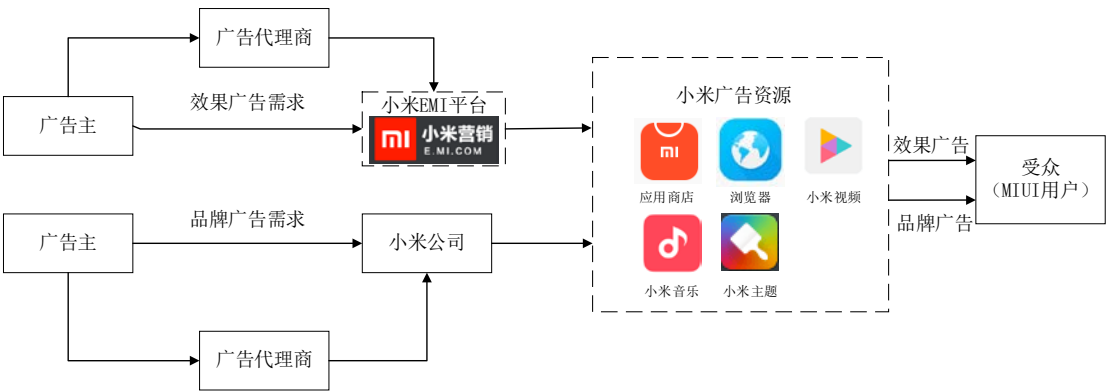 广告代理商
广告主
效果广告需求
小米EMI平台
mi 小米营销
E.MI.COM
小米广告资源
mi
应用商店
浏览器
小米视频
效果广告
品牌广告
受众
（MIUI用户）
广告主
品牌广告需求
小米公司
小米音乐
小米主题
广告代理商